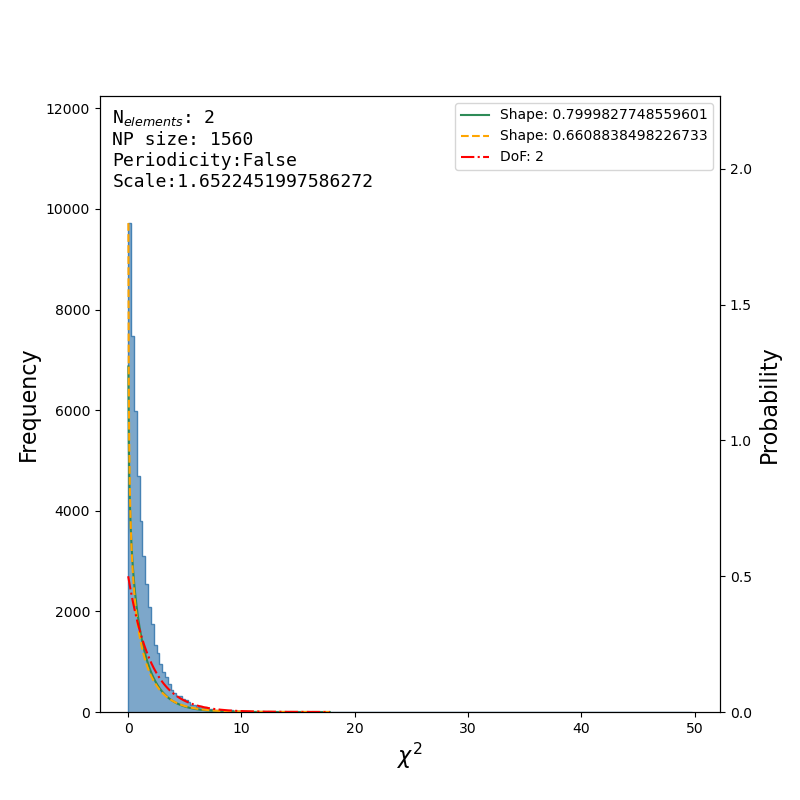 N_elements: 2
NP size: 1560
Periodicity:False
Scale:1.6522451997586272
Shape: 0.7999827748559601
Shape: 0.6608838498226733
DoF: 2
12000
10000
8000
6000
4000
2000
0
Frequency
2.0
1.5
1.0
0.5
0.0
Probability
0 10 20 30 40 50
χ²